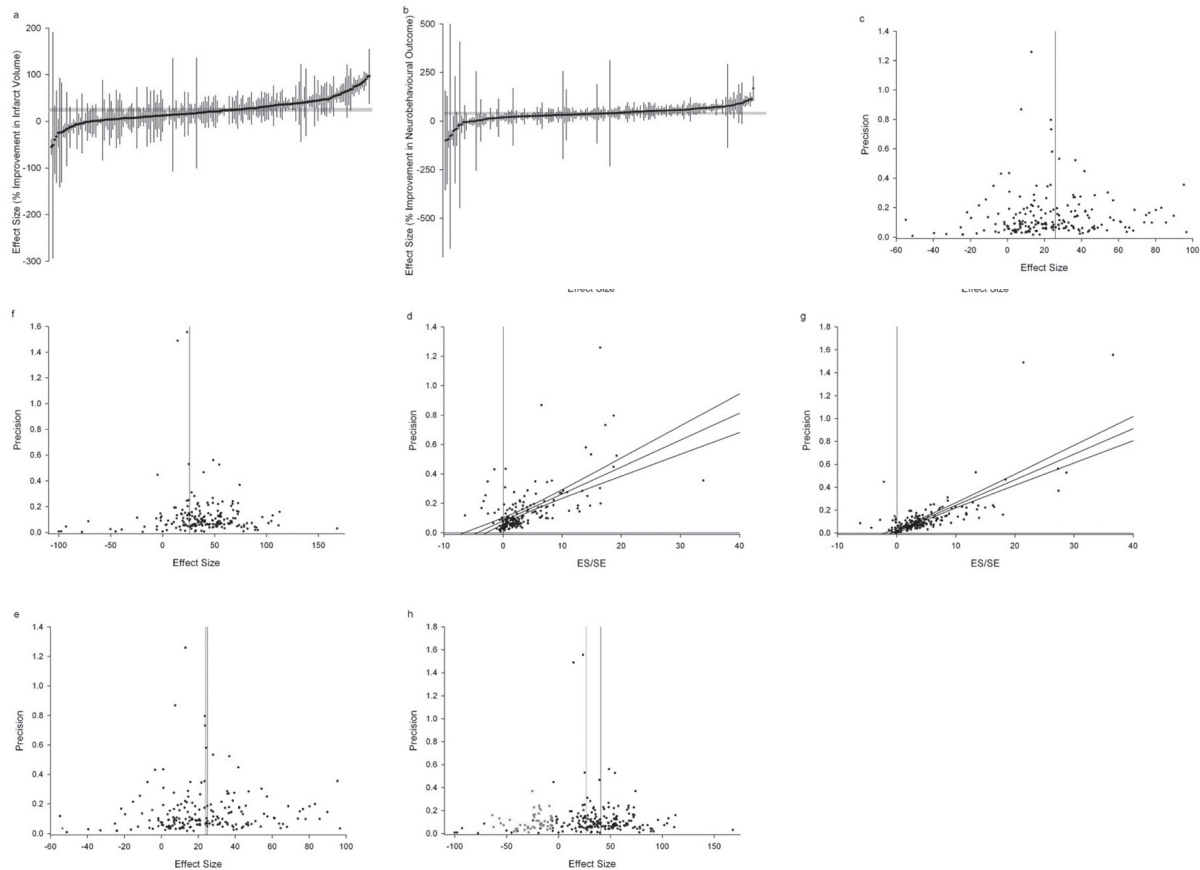 a
200
100
0
-100
-200
-300
Effect Size (% Improvement in Infarct Volume)
b
500
250
0
-250
-500
Effect Size (% Improvement in Neurobehavioural Outcome)
c
1.4
1.2
1.0
0.8
0.6
0.4
0.2
0.0
Precision
-60 -40 -20 0 20 40 60 80 100
Effect Size
f
1.6
1.4
1.2
1.0
0.8
0.6
0.4
0.2
0.0
Precision
-100 -50 0 50 100 150
Effect Size
Effect Size
d
1.4
1.2
1.0
0.8
0.6
0.4
0.2
0.0
Precision
-10 0 10 20 30 40
ES/SE
Effect Size
g
1.8
1.6
1.4
1.2
1.0
0.8
0.6
0.4
0.2
0.0
Precision
-10 0 10 20 30 40
ES/SE
e
1.4
1.2
1.0
0.8
0.6
0.4
0.2
0.0
Precision
-60 -40 -20 0 20 40 60 80 100
Effect Size
h
1.8
1.6
1.4
1.2
1.0
0.8
0.6
0.4
0.2
0.0
Precision
-100 -50 0 50 100 150
Effect Size